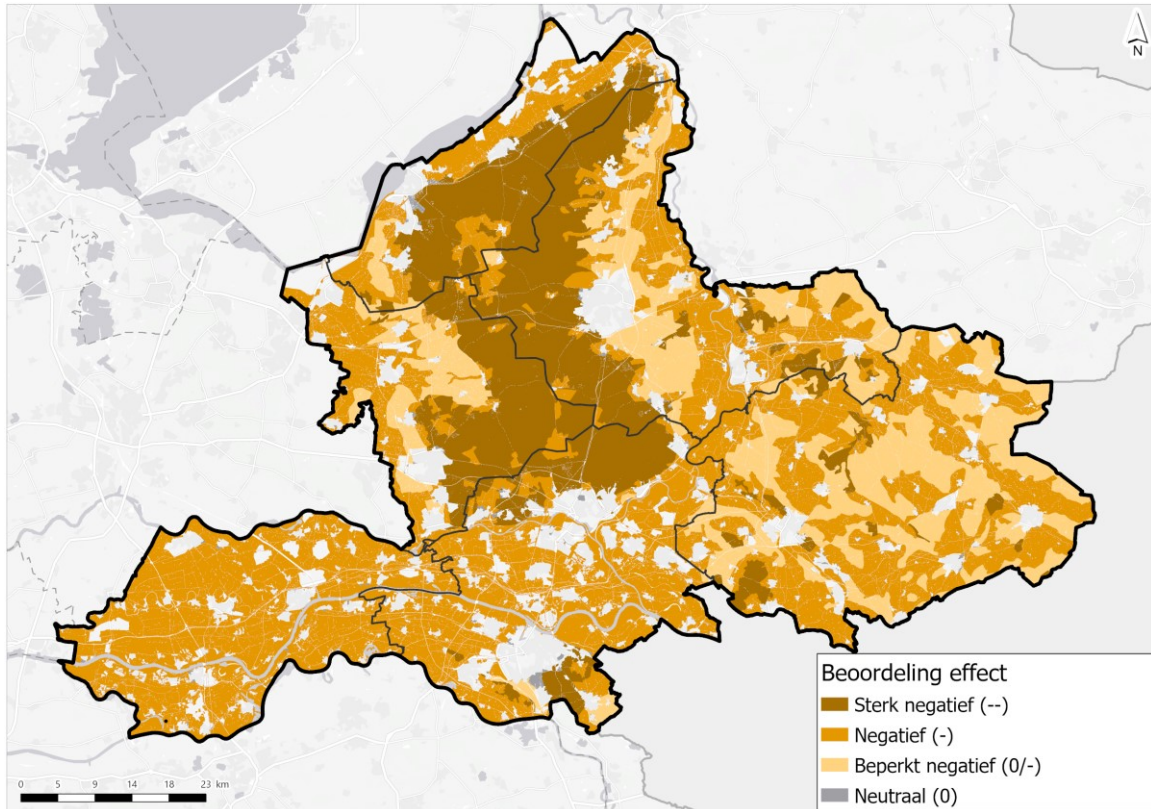 N
Beoordeling effect
Sterk negatief (--)
Negatief (-)
Beperkt negatief (0/-)
Neutraal (0)
0 5 9 14 18 23 km